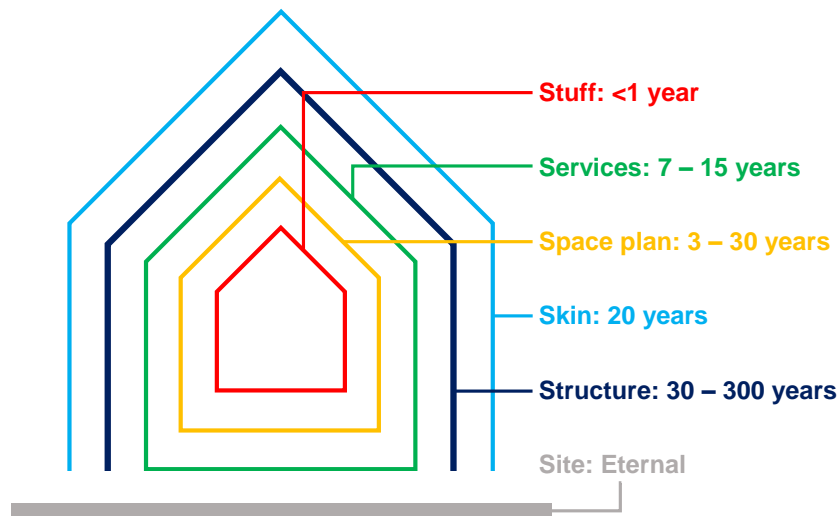 Stuff: <1 year
Services: 7 – 15 years
Space plan: 3 – 30 years
Skin: 20 years
Structure: 30 – 300 years
Site: Eternal